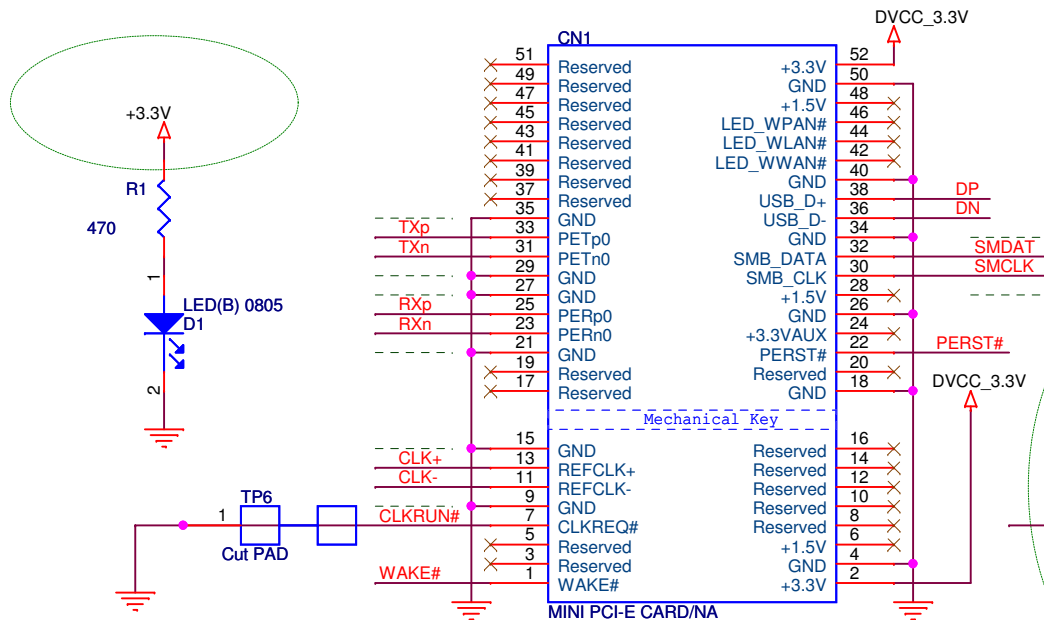 DVCC_3.3V
CN1
51 Reserved +3.3V 52
49 Reserved GND 50
47 Reserved +1.5V 48
45 Reserved LED_WPAN# 46
43 Reserved LED_WLAN# 44
41 Reserved LED_WWAN# 42
39 Reserved GND 40
37 Reserved USB_D+ 38 DP
35 GND USB_D- 36 DN
TXp 33 PETp0 GND 34
TXn 31 PETn0 SMB_DATA 32 SMDAT
29 GND SMB_CLK 30 SMCLK
27 GND +1.5V 28
RXp 25 PERp0 GND 26
RXn 23 PERn0 +3.3VAUX 24
21 GND PERST# 22 PERST#
19 Reserved Reserved 20
17 Reserved GND 18
DVCC_3.3V
Mechanical Key
15 GND Reserved 16
CLK+ 13 REFCLK+ Reserved 14
CLK- 11 REFCLK- Reserved 12
9 GND Reserved 10
CLKRUN# 7 CLKREQ# Reserved 8
5 Reserved +1.5V 6
3 Reserved GND 4
WAKE# 1 WAKE# +3.3V 2
MINI PCI-E CARD/NA
+3.3V
R1
470
1
LED(B) 0805
D1
2
TP6
1
Cut PAD